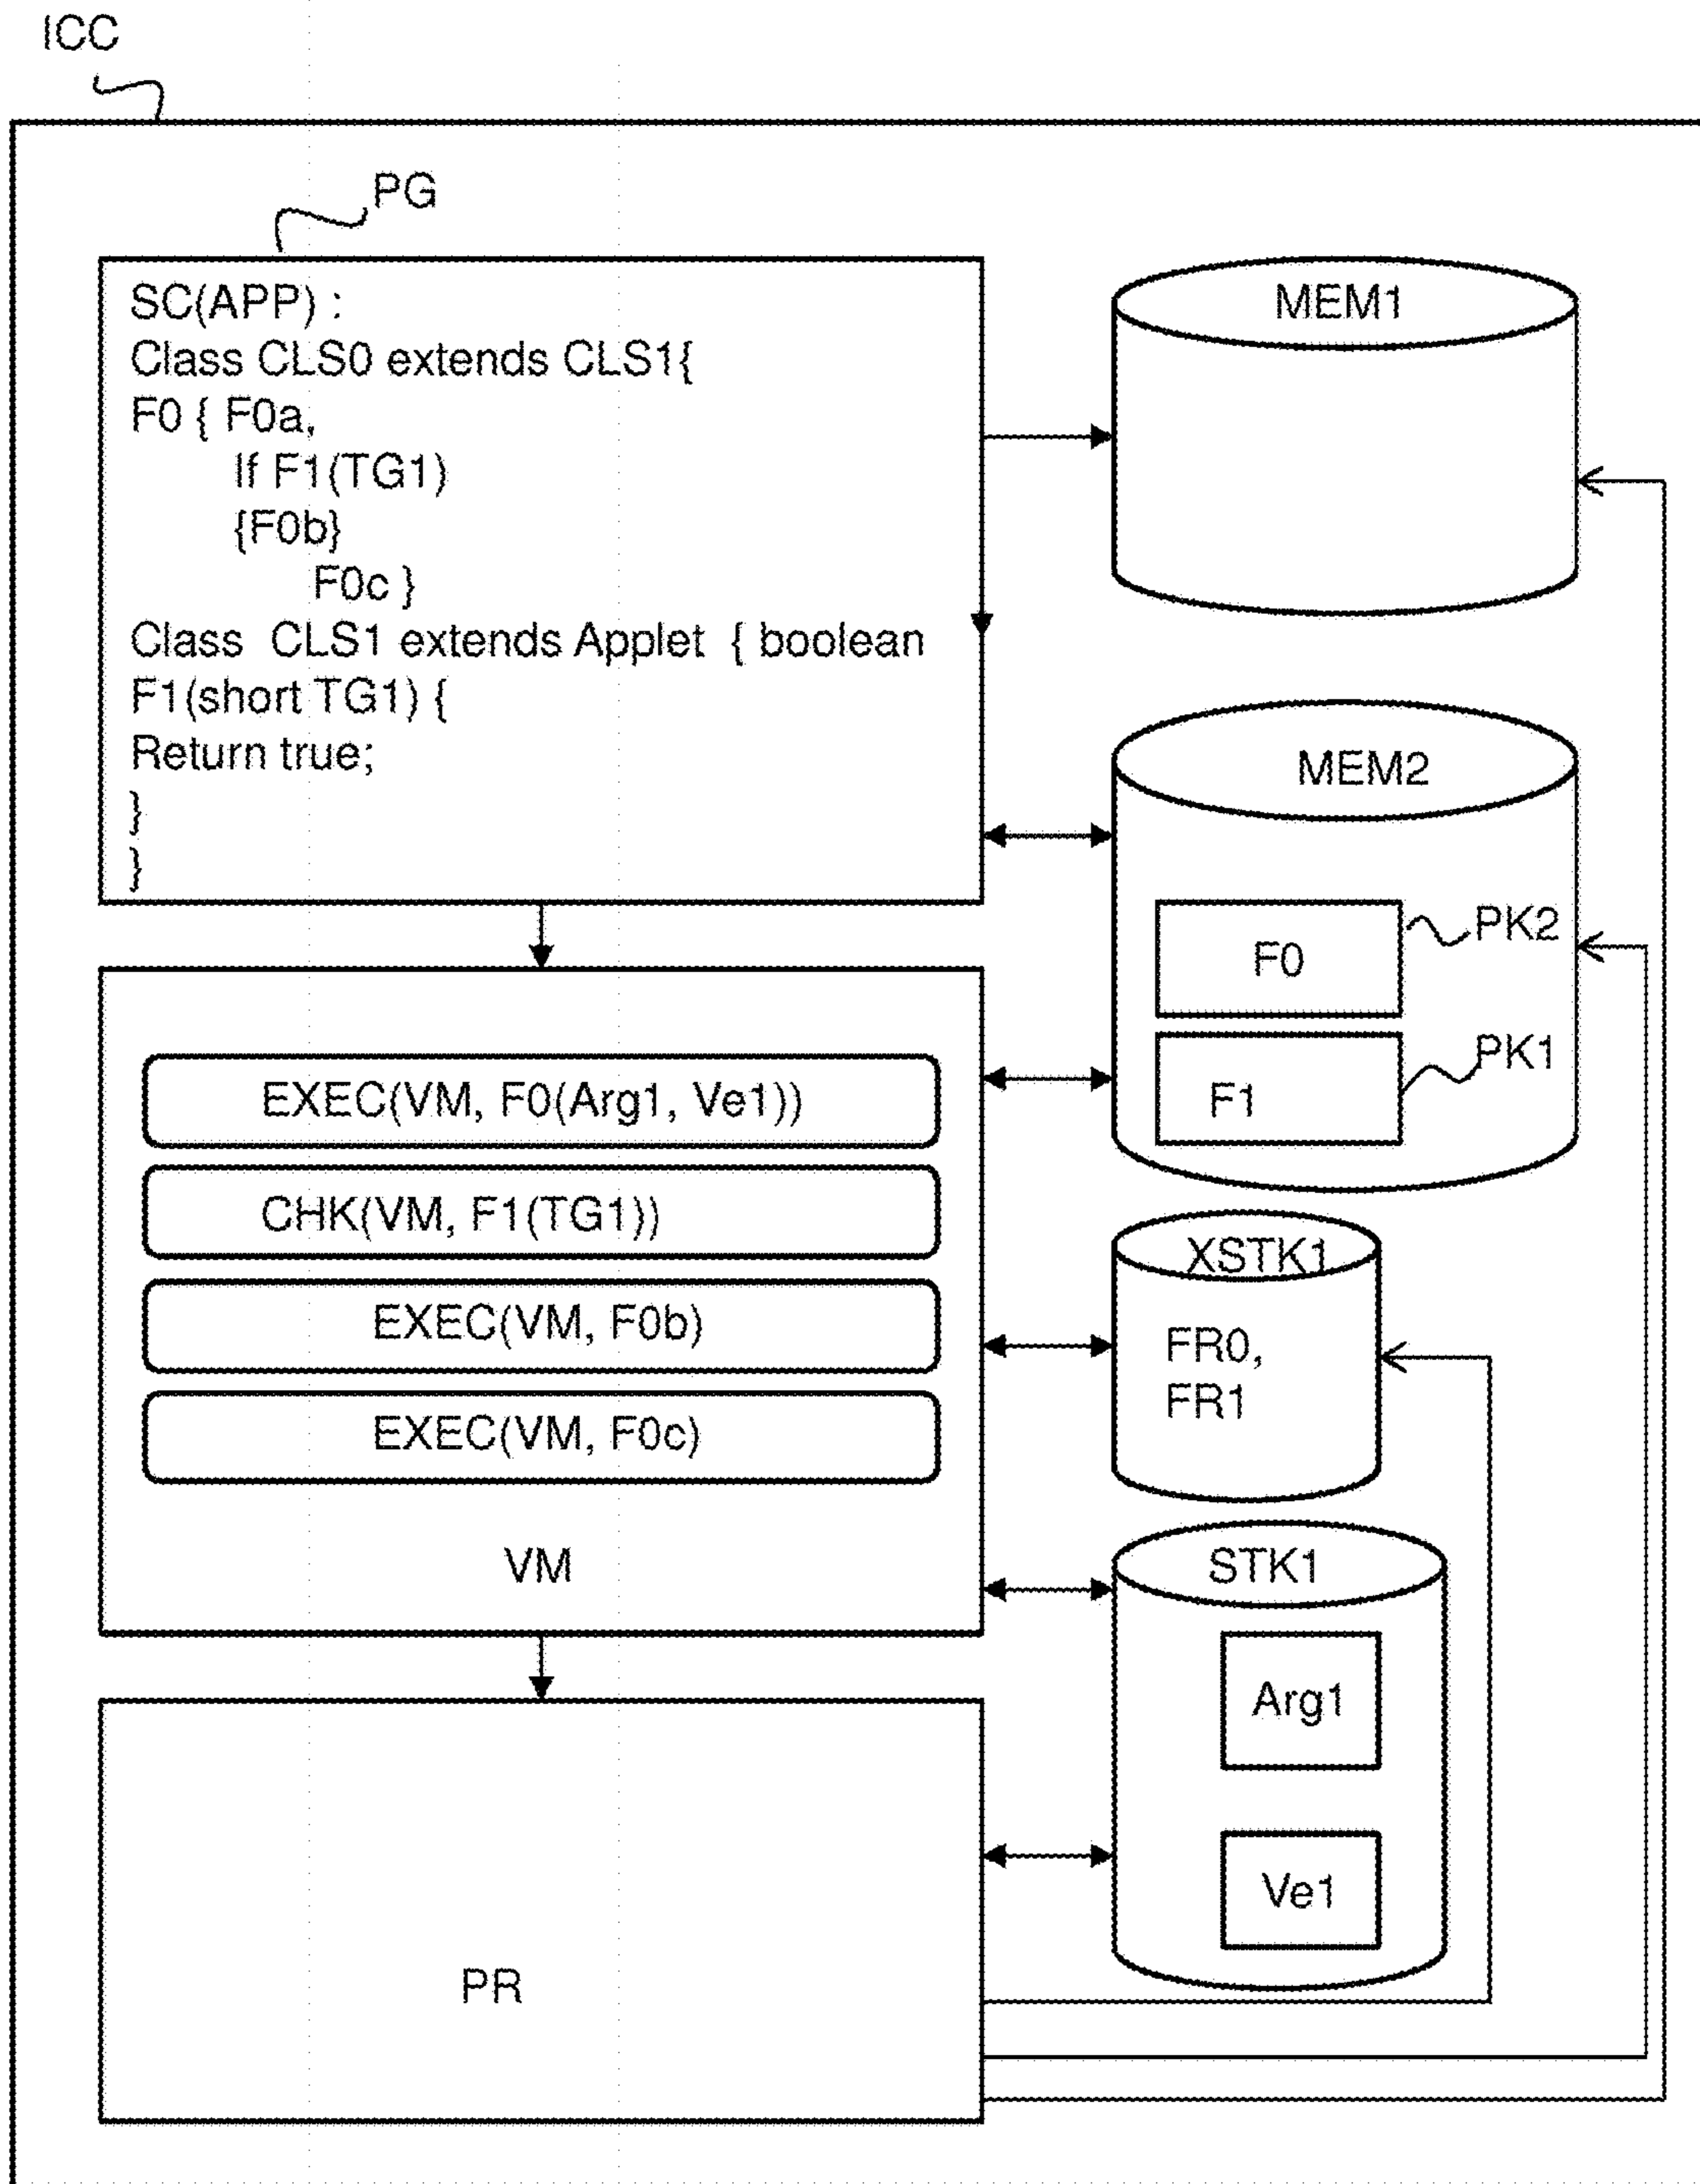 ICC
PG
SC(APP) :
Class CLS0 extends CLS1{
F0 { F0a,
If F1(TG1)
{F0b}
F0c }
Class CLS1 extends Applet { boolean
F1(short TG1) {
Return true;
}
}
MEM1
MEM2
F0
PK2
F1
PK1
EXEC(VM, F0(Arg1, Ve1))
CHK(VM, F1(TG1))
EXEC(VM, F0b)
EXEC(VM, F0c)
VM
XSTK1
FR0,
FR1
STK1
Arg1
Ve1
PR